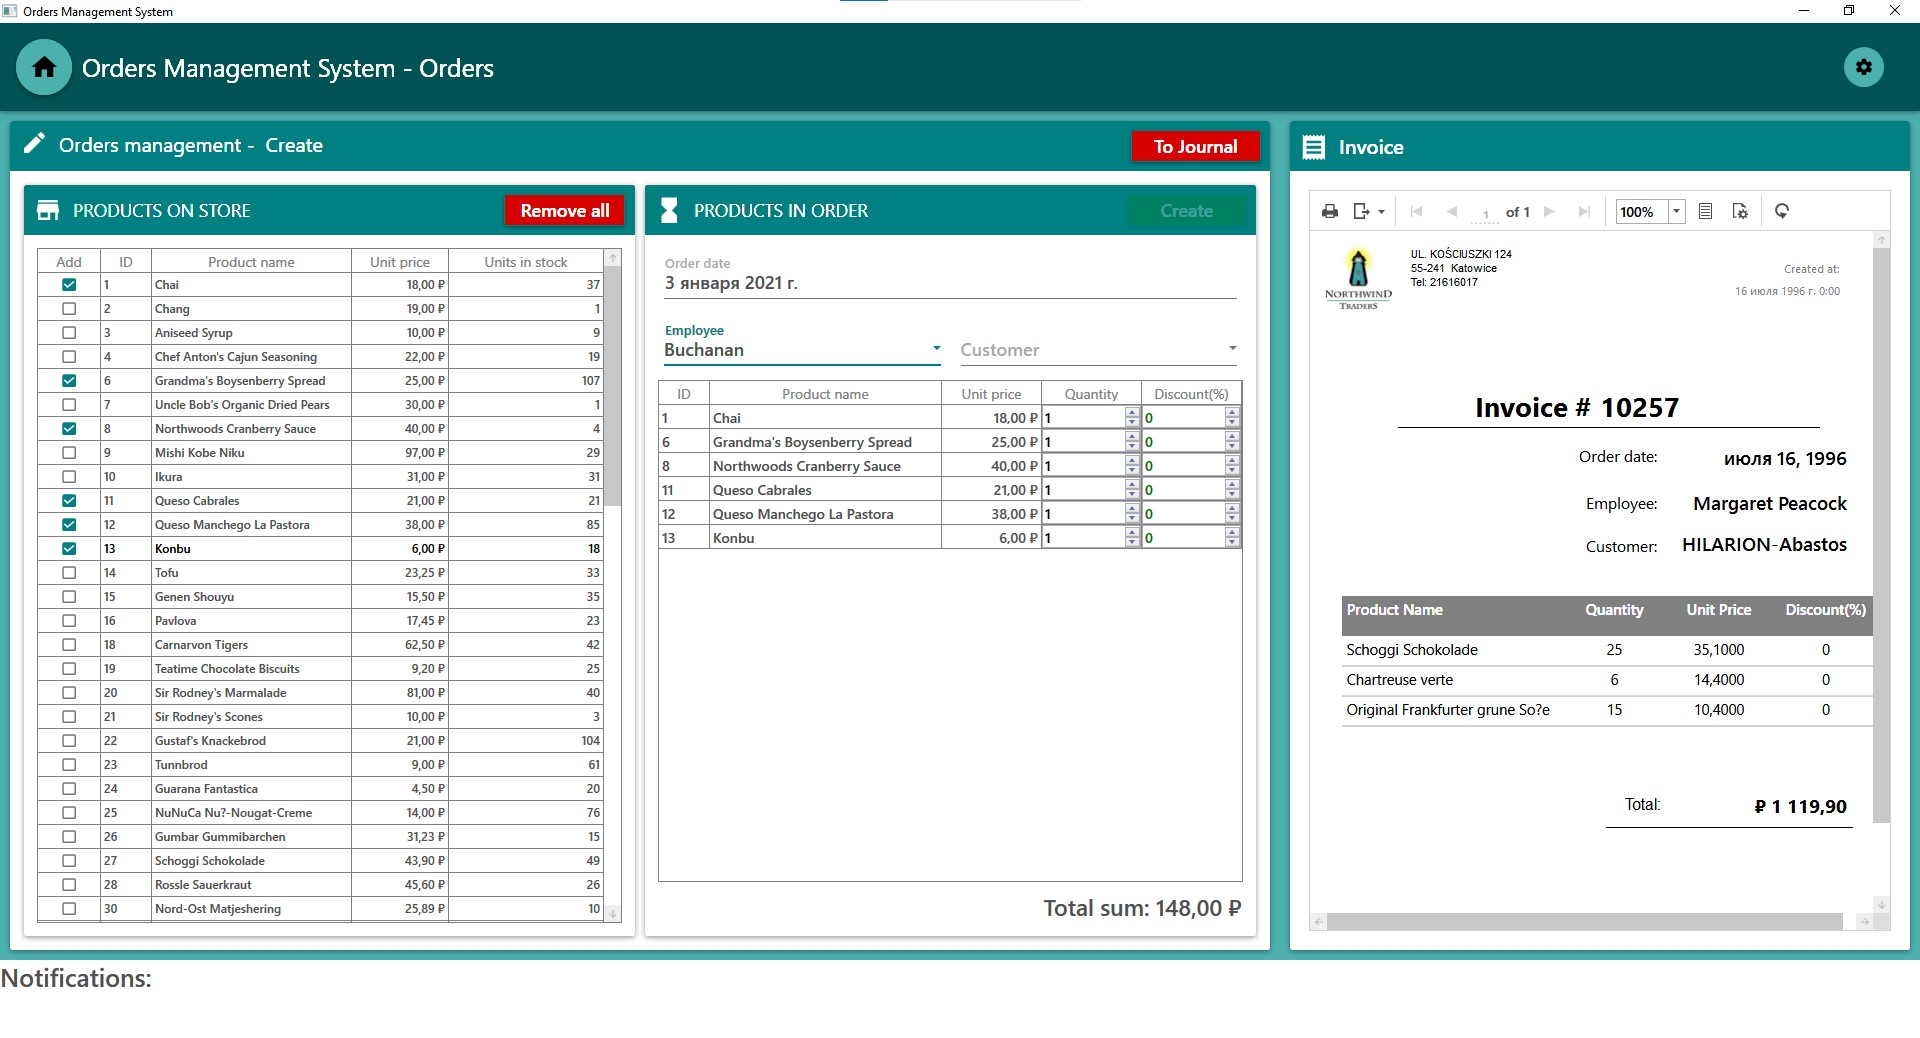 Orders Management System
Orders Management System - Orders
Orders management -  Create
To Journal
PRODUCTS ON STORE
Remove all
Add ID Product name Unit price Units in stock
1 Chai 18,00 ₽ 37
2 Chang 19,00 ₽ 1
3 Aniseed Syrup 10,00 ₽ 9
4 Chef Anton's Cajun Seasoning 22,00 ₽ 19
6 Grandma's Boysenberry Spread 25,00 ₽ 107
7 Uncle Bob's Organic Dried Pears 30,00 ₽ 1
8 Northwoods Cranberry Sauce 40,00 ₽ 4
9 Mishi Kobe Niku 97,00 ₽ 29
10 Ikura 31,00 ₽ 31
11 Queso Cabrales 21,00 ₽ 21
12 Queso Manchego La Pastora 38,00 ₽ 85
13 Konbu 6,00 ₽ 18
14 Tofu 23,25 ₽ 33
15 Genen Shouyu 15,50 ₽ 35
16 Pavlova 17,45 ₽ 23
18 Carnarvon Tigers 62,50 ₽ 42
19 Teatime Chocolate Biscuits 9,20 ₽ 25
20 Sir Rodney's Marmalade 81,00 ₽ 40
21 Sir Rodney's Scones 10,00 ₽ 3
22 Gustaf's Knackebrod 21,00 ₽ 104
23 Tunnbrod 9,00 ₽ 61
24 Guarana Fantastica 4,50 ₽ 20
25 NuNuCa Nu?-Nougat-Creme 14,00 ₽ 76
26 Gumbar Gummibarchen 31,23 ₽ 15
27 Schoggi Schokolade 43,90 ₽ 49
28 Rossle Sauerkraut 45,60 ₽ 26
30 Nord-Ost Matjeshering 25,89 ₽ 10
PRODUCTS IN ORDER
Create
Order date
3 января 2021 г.
Employee
Buchanan
Customer
ID Product name Unit price Quantity Discount(%)
1 Chai 18,00 ₽ 1 0
6 Grandma's Boysenberry Spread 25,00 ₽ 1 0
8 Northwoods Cranberry Sauce 40,00 ₽ 1 0
11 Queso Cabrales 21,00 ₽ 1 0
12 Queso Manchego La Pastora 38,00 ₽ 1 0
13 Konbu 6,00 ₽ 1 0
Total sum: 148,00 ₽
Invoice
1 of 1
100%
NORTHWIND
TRADERS
UL. KOŚCIUSZKI 124
55-241  Katowice
Tel: 21616017
Created at:
16 июля 1996 г. 0:00
Invoice # 10257
Order date: июля 16, 1996
Employee: Margaret Peacock
Customer: HILARION-Abastos
Product Name Quantity Unit Price Discount(%)
Schoggi Schokolade 25 35,1000 0
Chartreuse verte 6 14,4000 0
Original Frankfurter grune So?e 15 10,4000 0
Total: ₽ 1 119,90
Notifications: